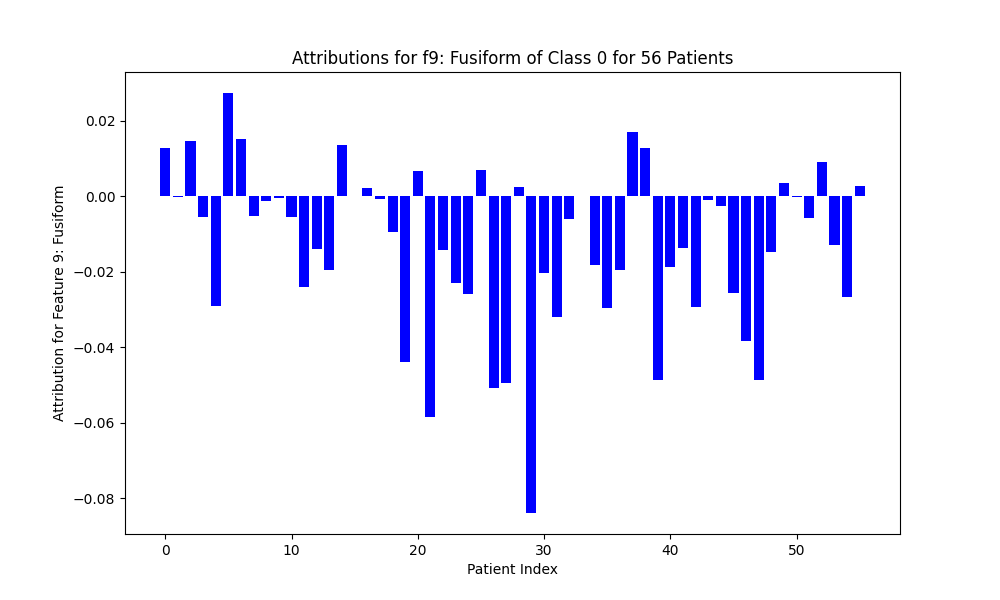 Attributions for f9: Fusiform of Class 0 for 56 Patients
Attribution for Feature 9: Fusiform
0.02
0.00
−0.02
−0.04
−0.06
−0.08
0 10 20 30 40 50
Patient Index